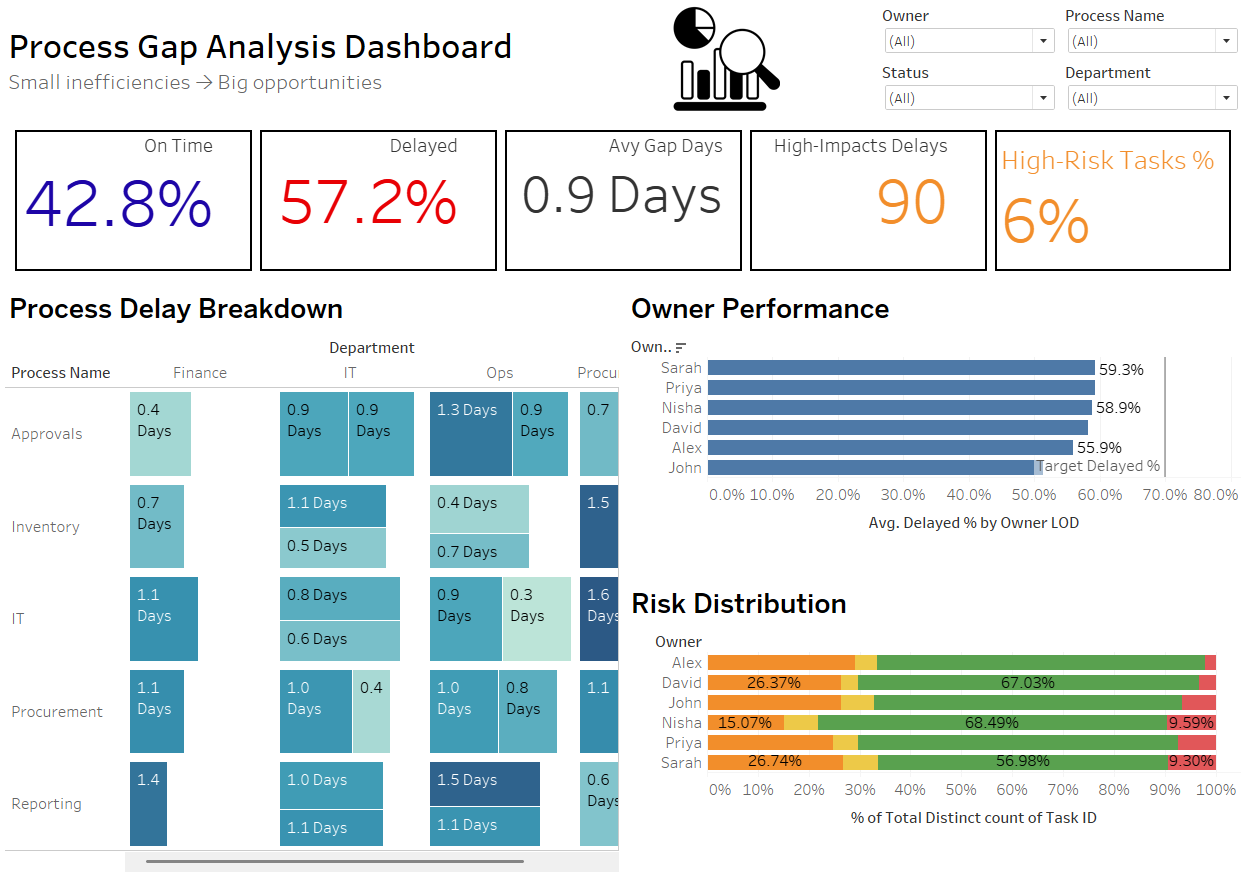 Process Gap Analysis Dashboard
Small inefficiencies → Big opportunities
Owner
(All)
Process Name
(All)
Status
(All)
Department
(All)
On Time
42.8%
Delayed
57.2%
Avy Gap Days
0.9 Days
High-Impacts Delays
90
High-Risk Tasks %
6%
Process Delay Breakdown
Department
Process Name
Finance
IT
Ops
Procu
Approvals
0.4
Days
0.9
Days
0.9
Days
1.3 Days
0.9
Days
0.7
Inventory
0.7
Days
1.1 Days
0.5 Days
0.4 Days
0.7 Days
1.5
IT
1.1
Days
0.8 Days
0.6 Days
0.9
Days
0.3
Days
1.6
Days
Procurement
1.1
Days
1.0
Days
0.4
1.0
Days
0.8
Days
1.1
Reporting
1.4
1.0 Days
1.1 Days
1.5 Days
1.1 Days
0.6
Days
Owner Performance
Own..
Sarah
59.3%
Priya
Nisha
58.9%
David
Alex
55.9%
John
Target Delayed %
0.0% 10.0% 20.0% 30.0% 40.0% 50.0% 60.0% 70.0% 80.0%
Avg. Delayed % by Owner LOD
Risk Distribution
Owner
Alex
David
26.37%
67.03%
John
Nisha
15.07%
68.49%
9.59%
Priya
Sarah
26.74%
56.98%
9.30%
0% 10% 20% 30% 40% 50% 60% 70% 80% 90% 100%
% of Total Distinct count of Task ID